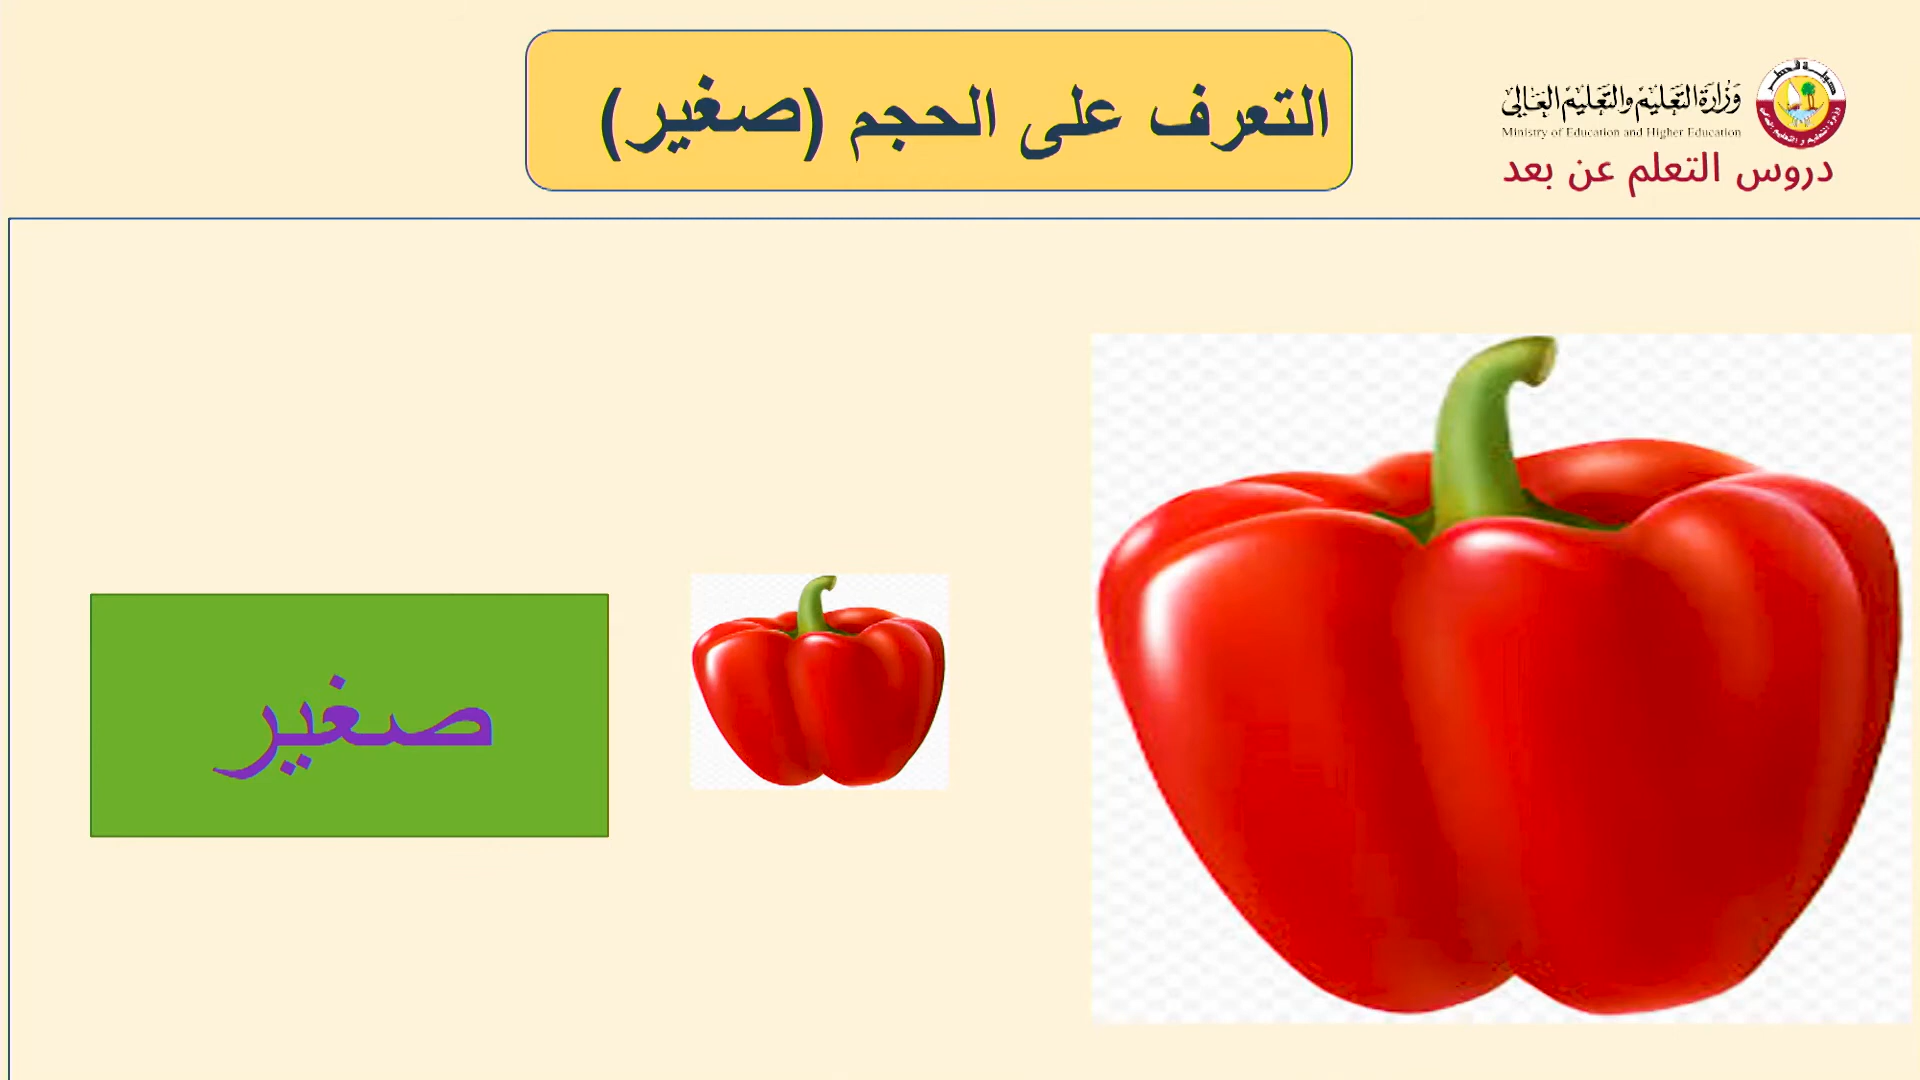 التعرف على الحجم (صغير)
وزارة التعليم والتعليم العالي
Ministry of Education and Higher Education
دروس التعلم عن بعد
صغير